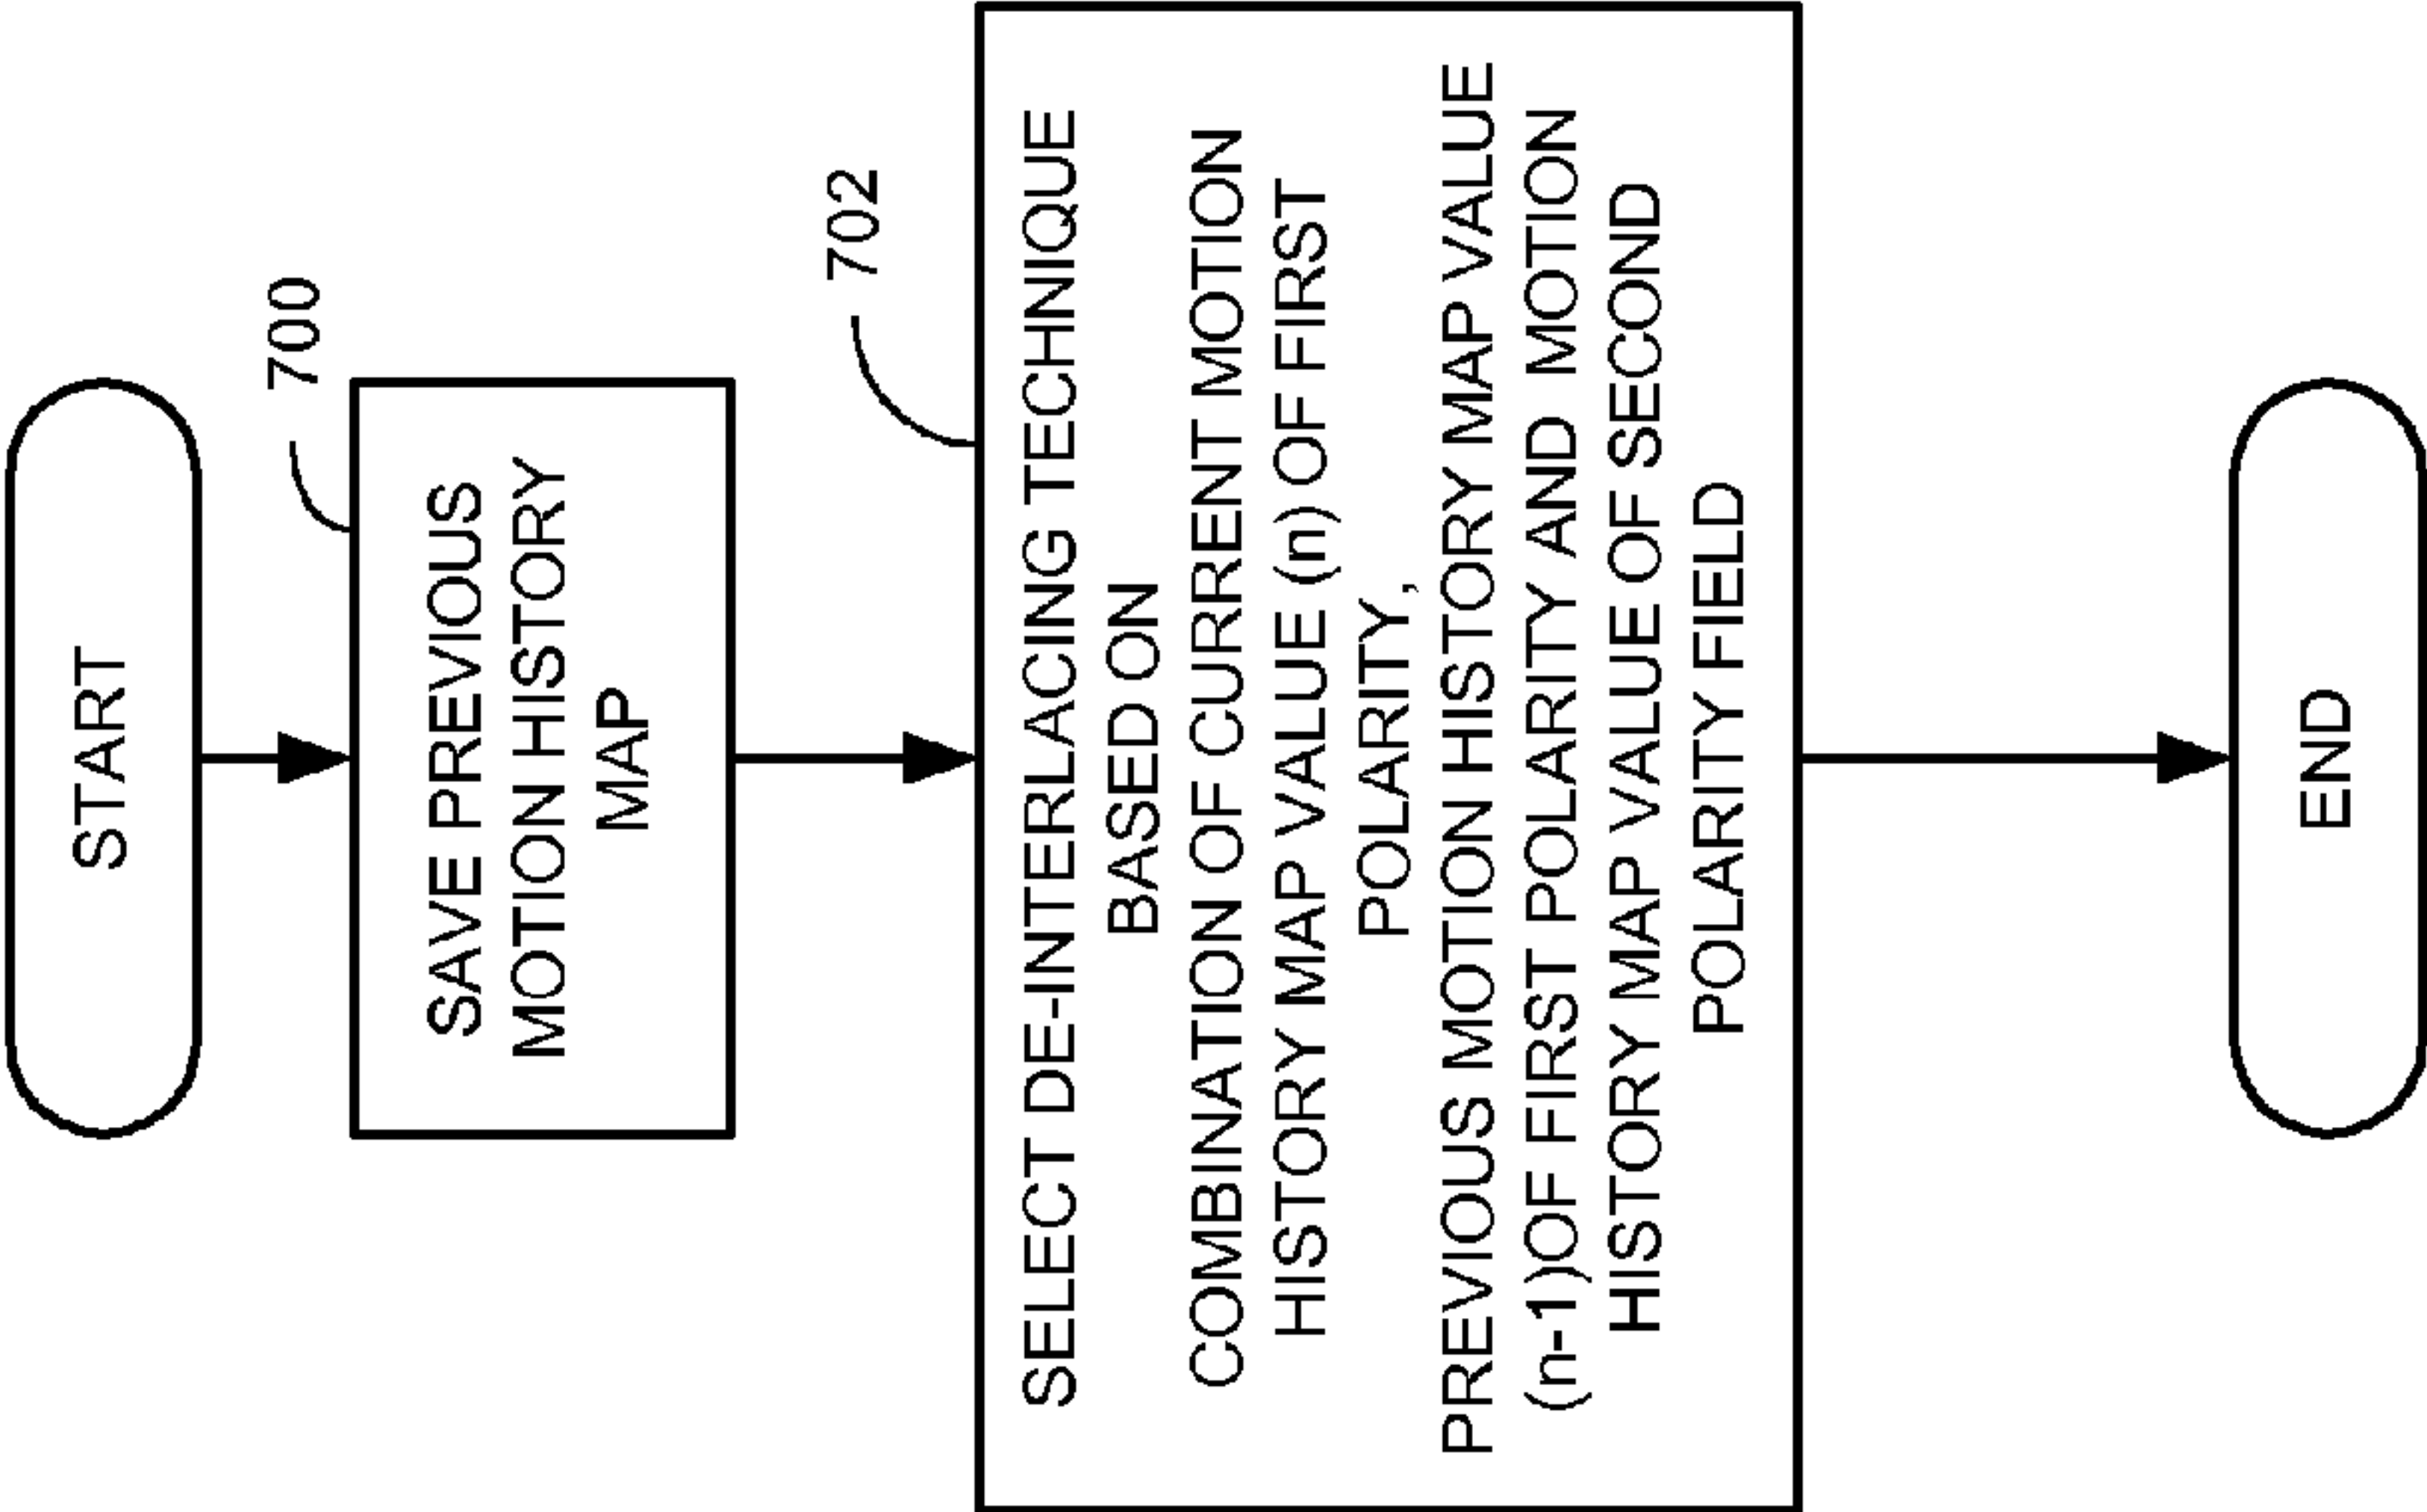 START
700
SAVE PREVIOUS
MOTION HISTORY
MAP
702
SELECT DE-INTERLACING TECHNIQUE
BASED ON
COMBINATION OF CURRENT MOTION
HISTORY MAP VALUE (n) OF FIRST
POLARITY,
PREVIOUS MOTION HISTORY MAP VALUE
(n-1)OF FIRST POLARITY AND MOTION
HISTORY MAP VALUE OF SECOND
POLARITY FIELD
END